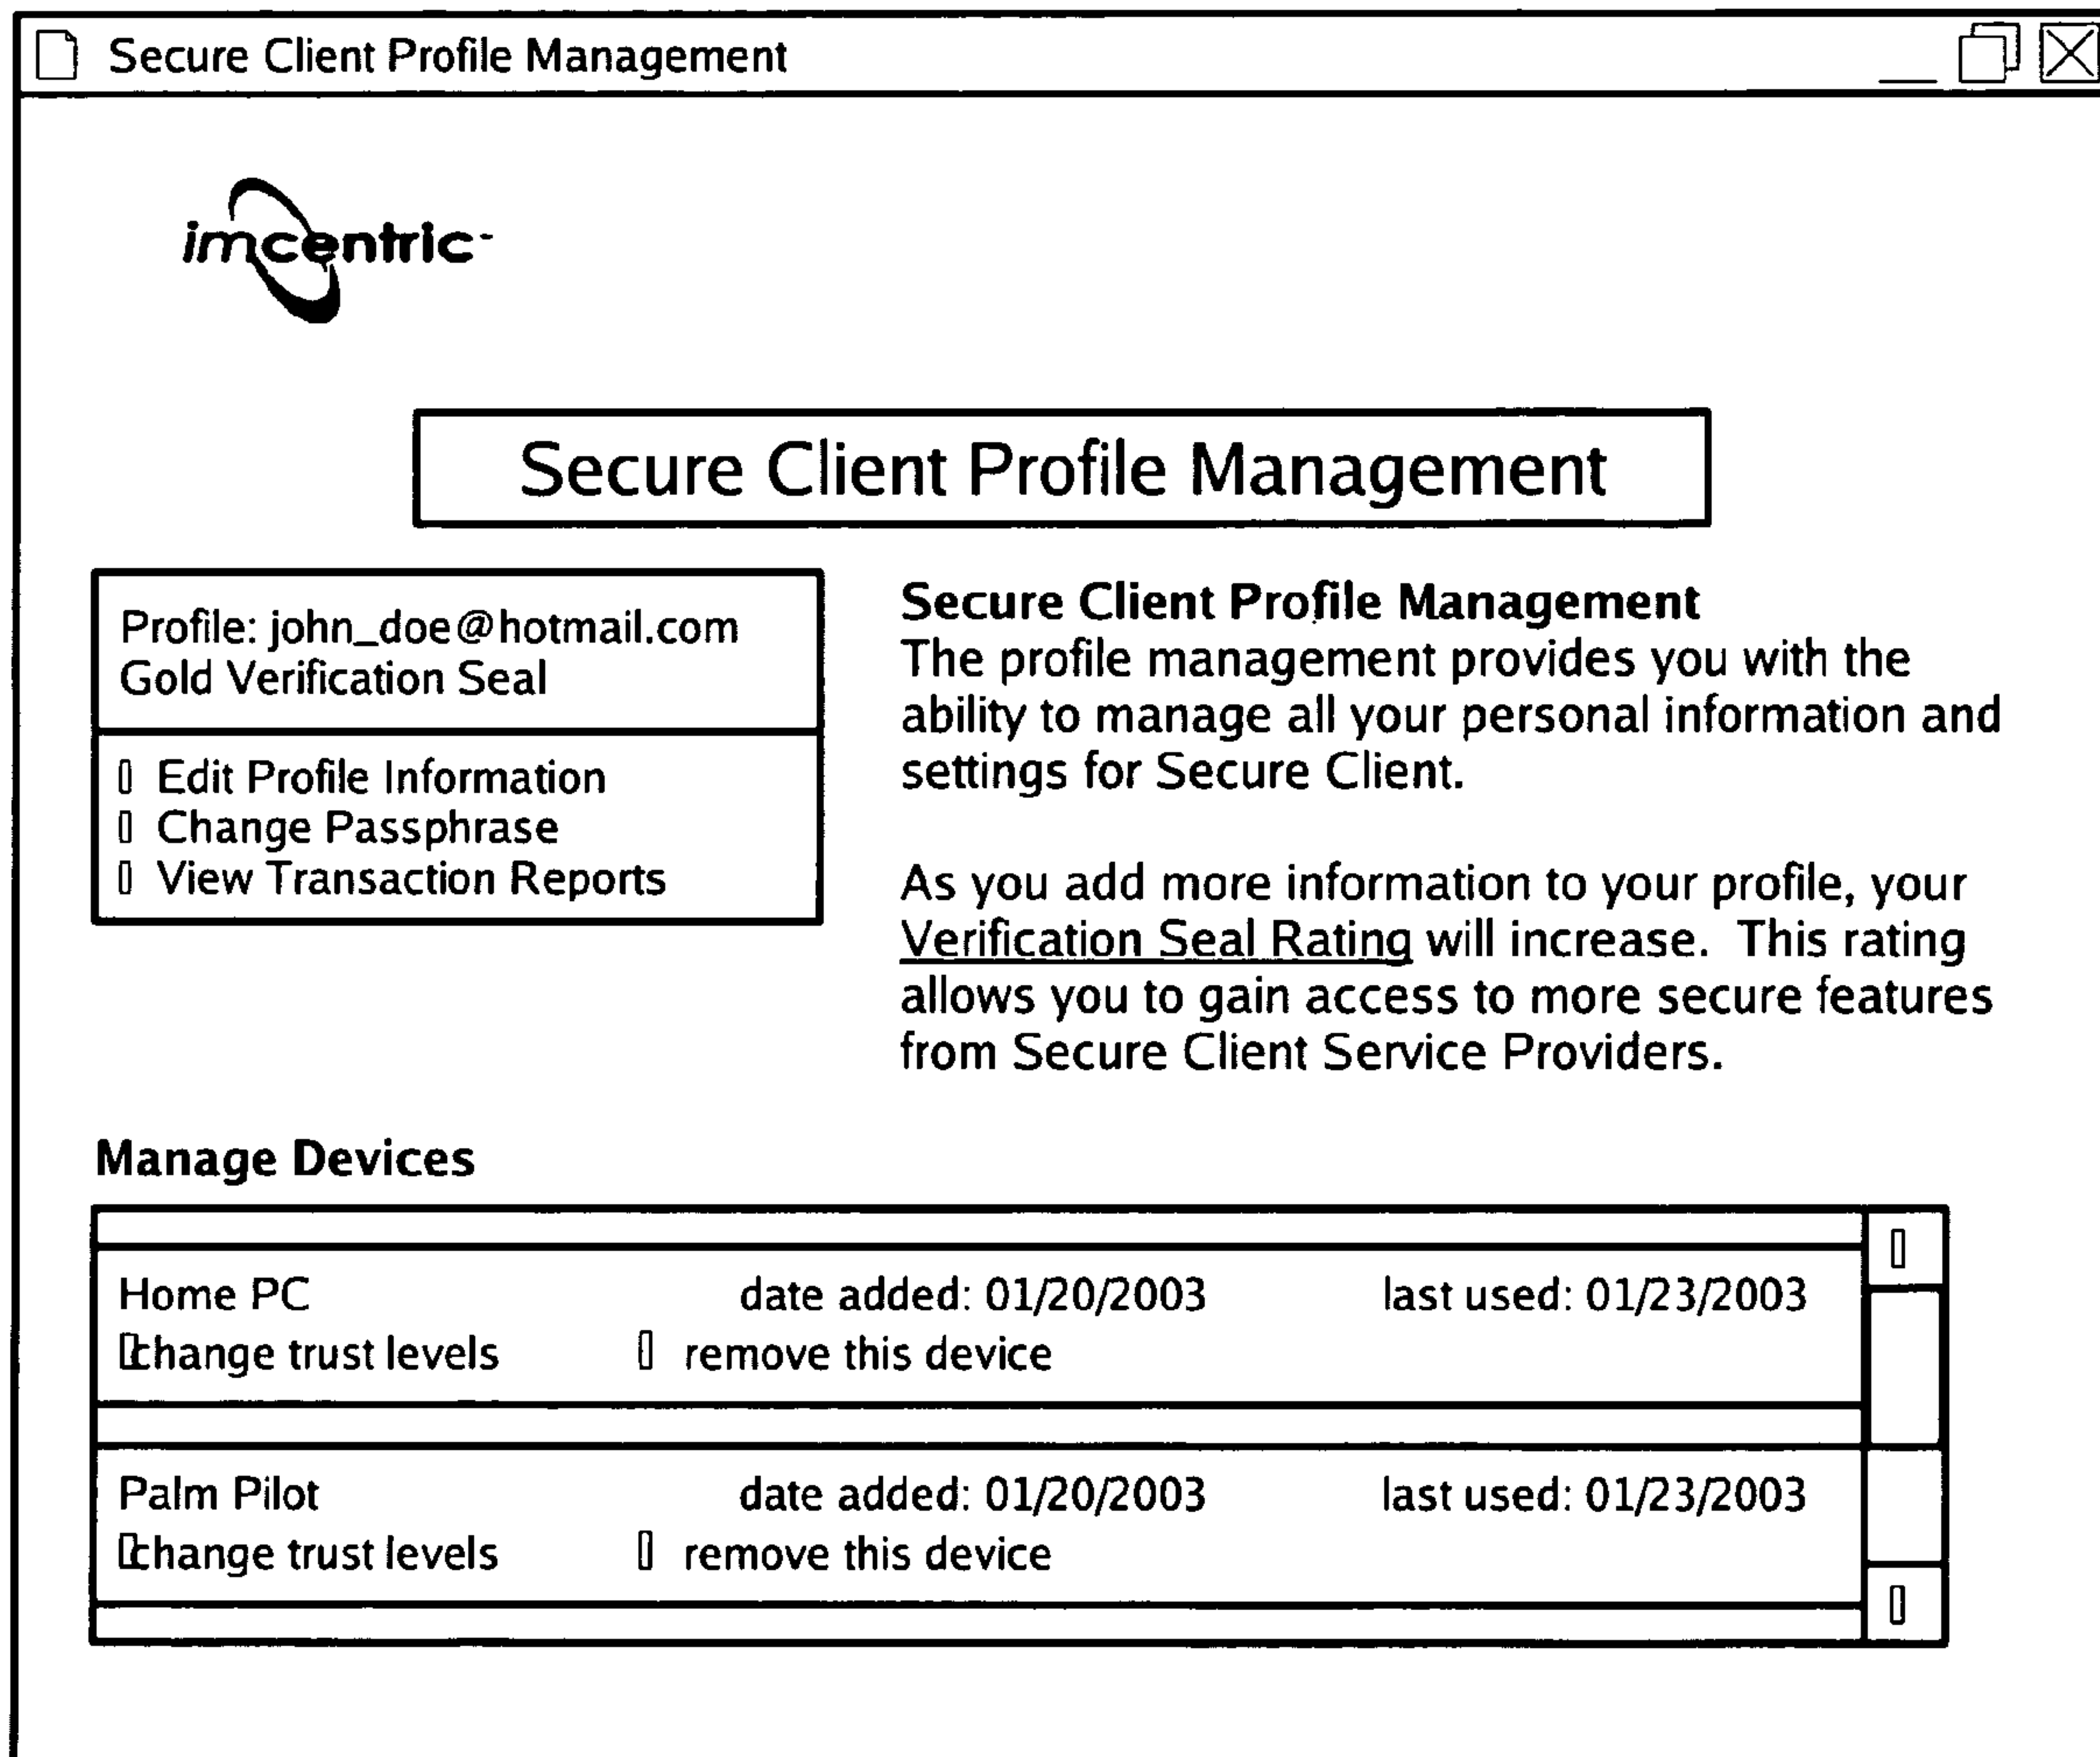 Secure Client Profile Management
imcentric
Secure Client Profile Management
Profile: john_doe@hotmail.com
Gold Verification Seal
Edit Profile Information
Change Passphrase
View Transaction Reports
Secure Client Profile Management
The profile management provides you with the
ability to manage all your personal information and
settings for Secure Client.
As you add more information to your profile, your
Verification Seal Rating will increase. This rating
allows you to gain access to more secure features
from Secure Client Service Providers.
Manage Devices
Home PC date added: 01/20/2003 last used: 01/23/2003
change trust levels remove this device
Palm Pilot date added: 01/20/2003 last used: 01/23/2003
change trust levels remove this device